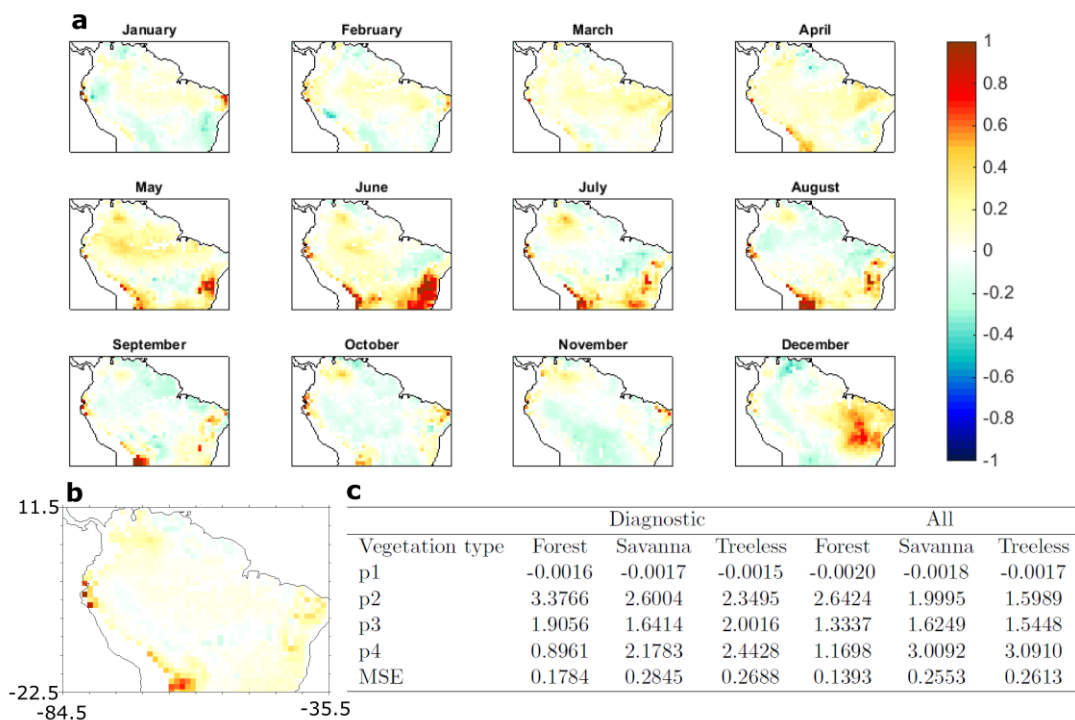 a
January February March April
May June July August
September October November December
1
0.8
0.6
0.4
0.2
0
-0.2
-0.4
-0.6
-0.8
-1
b
11.5
-22.5
-84.5 -35.5
c
Diagnostic All
Vegetation type Forest Savanna Treeless Forest Savanna Treeless
p1 -0.0016 -0.0017 -0.0015 -0.0020 -0.0018 -0.0017
p2 3.3766 2.6004 2.3495 2.6424 1.9995 1.5989
p3 1.9056 1.6414 2.0016 1.3337 1.6249 1.5448
p4 0.8961 2.1783 2.4428 1.1698 3.0092 3.0910
MSE 0.1784 0.2845 0.2688 0.1393 0.2553 0.2613